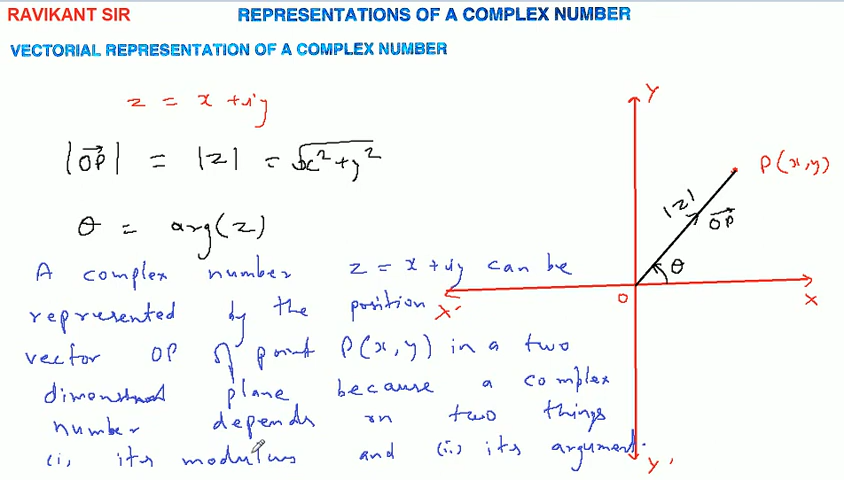 RAVIKANT SIR
REPRESENTATIONS OF A COMPLEX NUMBER
VECTORIAL REPRESENTATION OF A COMPLEX NUMBER
z = x + iy
|OP⃗| = |z| = √x² + y²
θ = arg(z)
A complex number z = x + iy can be
represented by the position
vector OP of point P(x, y) in a two
dimensional plane because a complex
number depends on two things
(i) its modulus and (ii) its argument.
Y
P(x, y)
|z|
OP⃗
θ
O
X
X'
Y'